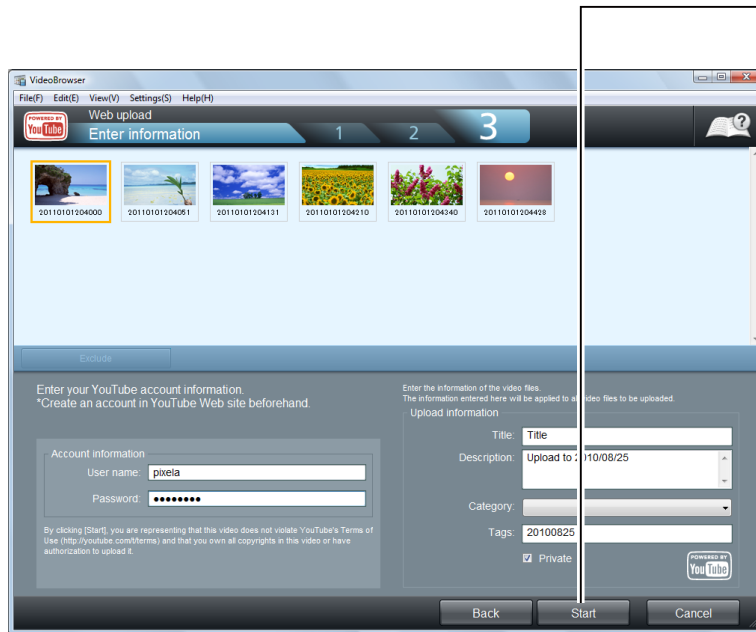 VideoBrowser
File(F) Edit(E) View(V) Settings(S) Help(H)
POWERED BY
YouTube
Web upload
Enter information
1 2 3
?
20110101204000 20110101204051 20110101204131 20110101204210 20110101204340 20110101204428
Exclude
Enter your YouTube account information.
*Create an account in YouTube Web site beforehand.
Account information
User name: pixela
Password: ●●●●●●●●
By clicking [Start], you are representing that this video does not violate YouTube's Terms of
Use (http://youtube.com/t/terms) and that you own all copyrights in this video or have
authorization to upload it.
Enter the information of the video files.
The information entered here will be applied to all video files to be uploaded.
Upload information
Title: Title
Description: Upload to 2010/08/25
Category:
Tags: 20100825
Private
POWERED BY
YouTube
Back Start Cancel